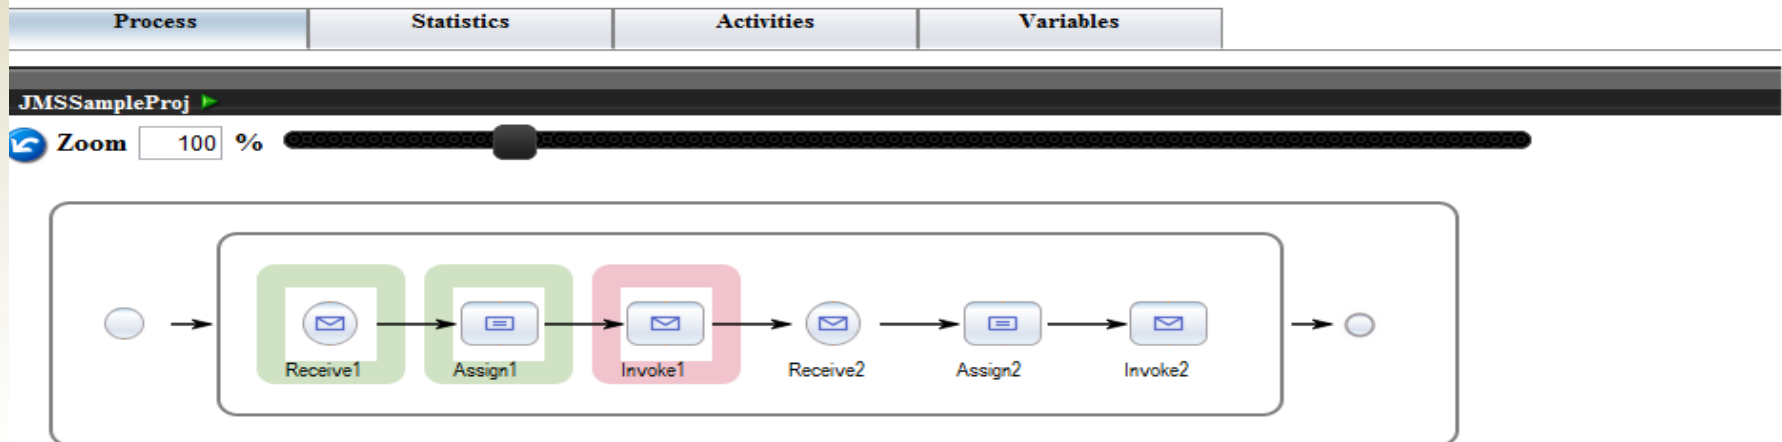 Process Statistics Activities Variables
JMSSampleProj
Zoom 100 %
Receive1 Assign1 Invoke1 Receive2 Assign2 Invoke2